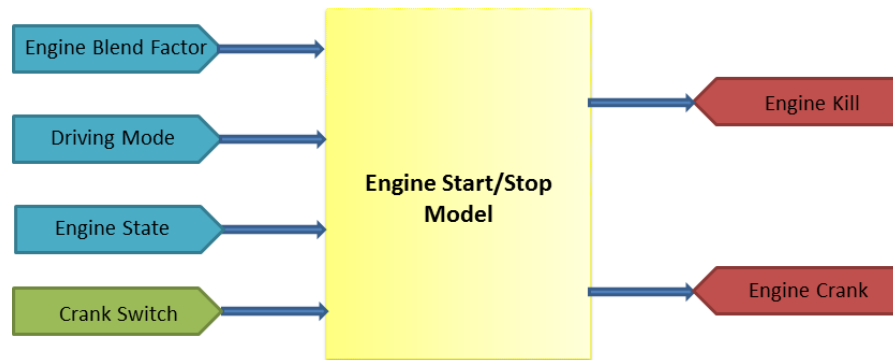 Engine Blend Factor
Driving Mode
Engine State
Crank Switch
Engine Start/Stop
Model
Engine Kill
Engine Crank